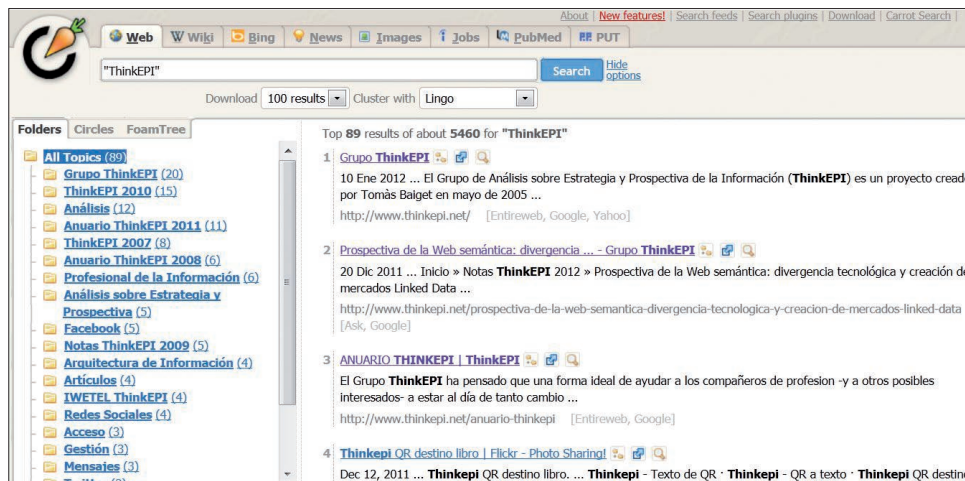 About | New features! | Search feeds | Search plugins | Download | Carrot Search |
Web Wiki Bing News Images Jobs PubMed PUT
"ThinkEPI" Search Hide options
Download 100 results Cluster with Lingo
Folders Circles FoamTree
All Topics (89)
Grupo ThinkEPI (20)
ThinkEPI 2010 (15)
Análisis (12)
Anuario ThinkEPI 2011 (11)
ThinkEPI 2007 (8)
Anuario ThinkEPI 2008 (6)
Profesional de la Información (6)
Análisis sobre Estrategia y
Prospectiva (5)
Facebook (5)
Notas ThinkEPI 2009 (5)
Arquitectura de Información (4)
Artículos (4)
IWETEL ThinkEPI (4)
Redes Sociales (4)
Acceso (3)
Gestión (3)
Mensajes (3)
Top 89 results of about 5460 for "ThinkEPI"
1 Grupo ThinkEPI
10 Ene 2012 ... El Grupo de Análisis sobre Estrategia y Prospectiva de la Información (ThinkEPI) es un proyecto cread
por Tomàs Baiget en mayo de 2005 ...
http://www.thinkepi.net/ [Entireweb, Google, Yahoo]
2 Prospectiva de la Web semántica: divergencia ... - Grupo ThinkEPI
20 Dic 2011 ... Inicio » Notas ThinkEPI 2012 » Prospectiva de la Web semántica: divergencia tecnológica y creación de
mercados Linked Data ...
http://www.thinkepi.net/prospectiva-de-la-web-semantica-divergencia-tecnologica-y-creacion-de-mercados-linked-data
[Ask, Google]
3 ANUARIO THINKEPI | ThinkEPI
El Grupo ThinkEPI ha pensado que una forma ideal de ayudar a los compañeros de profesion -y a otros posibles
interesados- a estar al día de tanto cambio ...
http://www.thinkepi.net/anuario-thinkepi [Entireweb, Google]
4 Thinkepi QR destino libro | Flickr - Photo Sharing!
Dec 12, 2011 ... Thinkepi QR destino libro. ... Thinkepi - Texto de QR · Thinkepi - QR a texto · Thinkepi QR destino